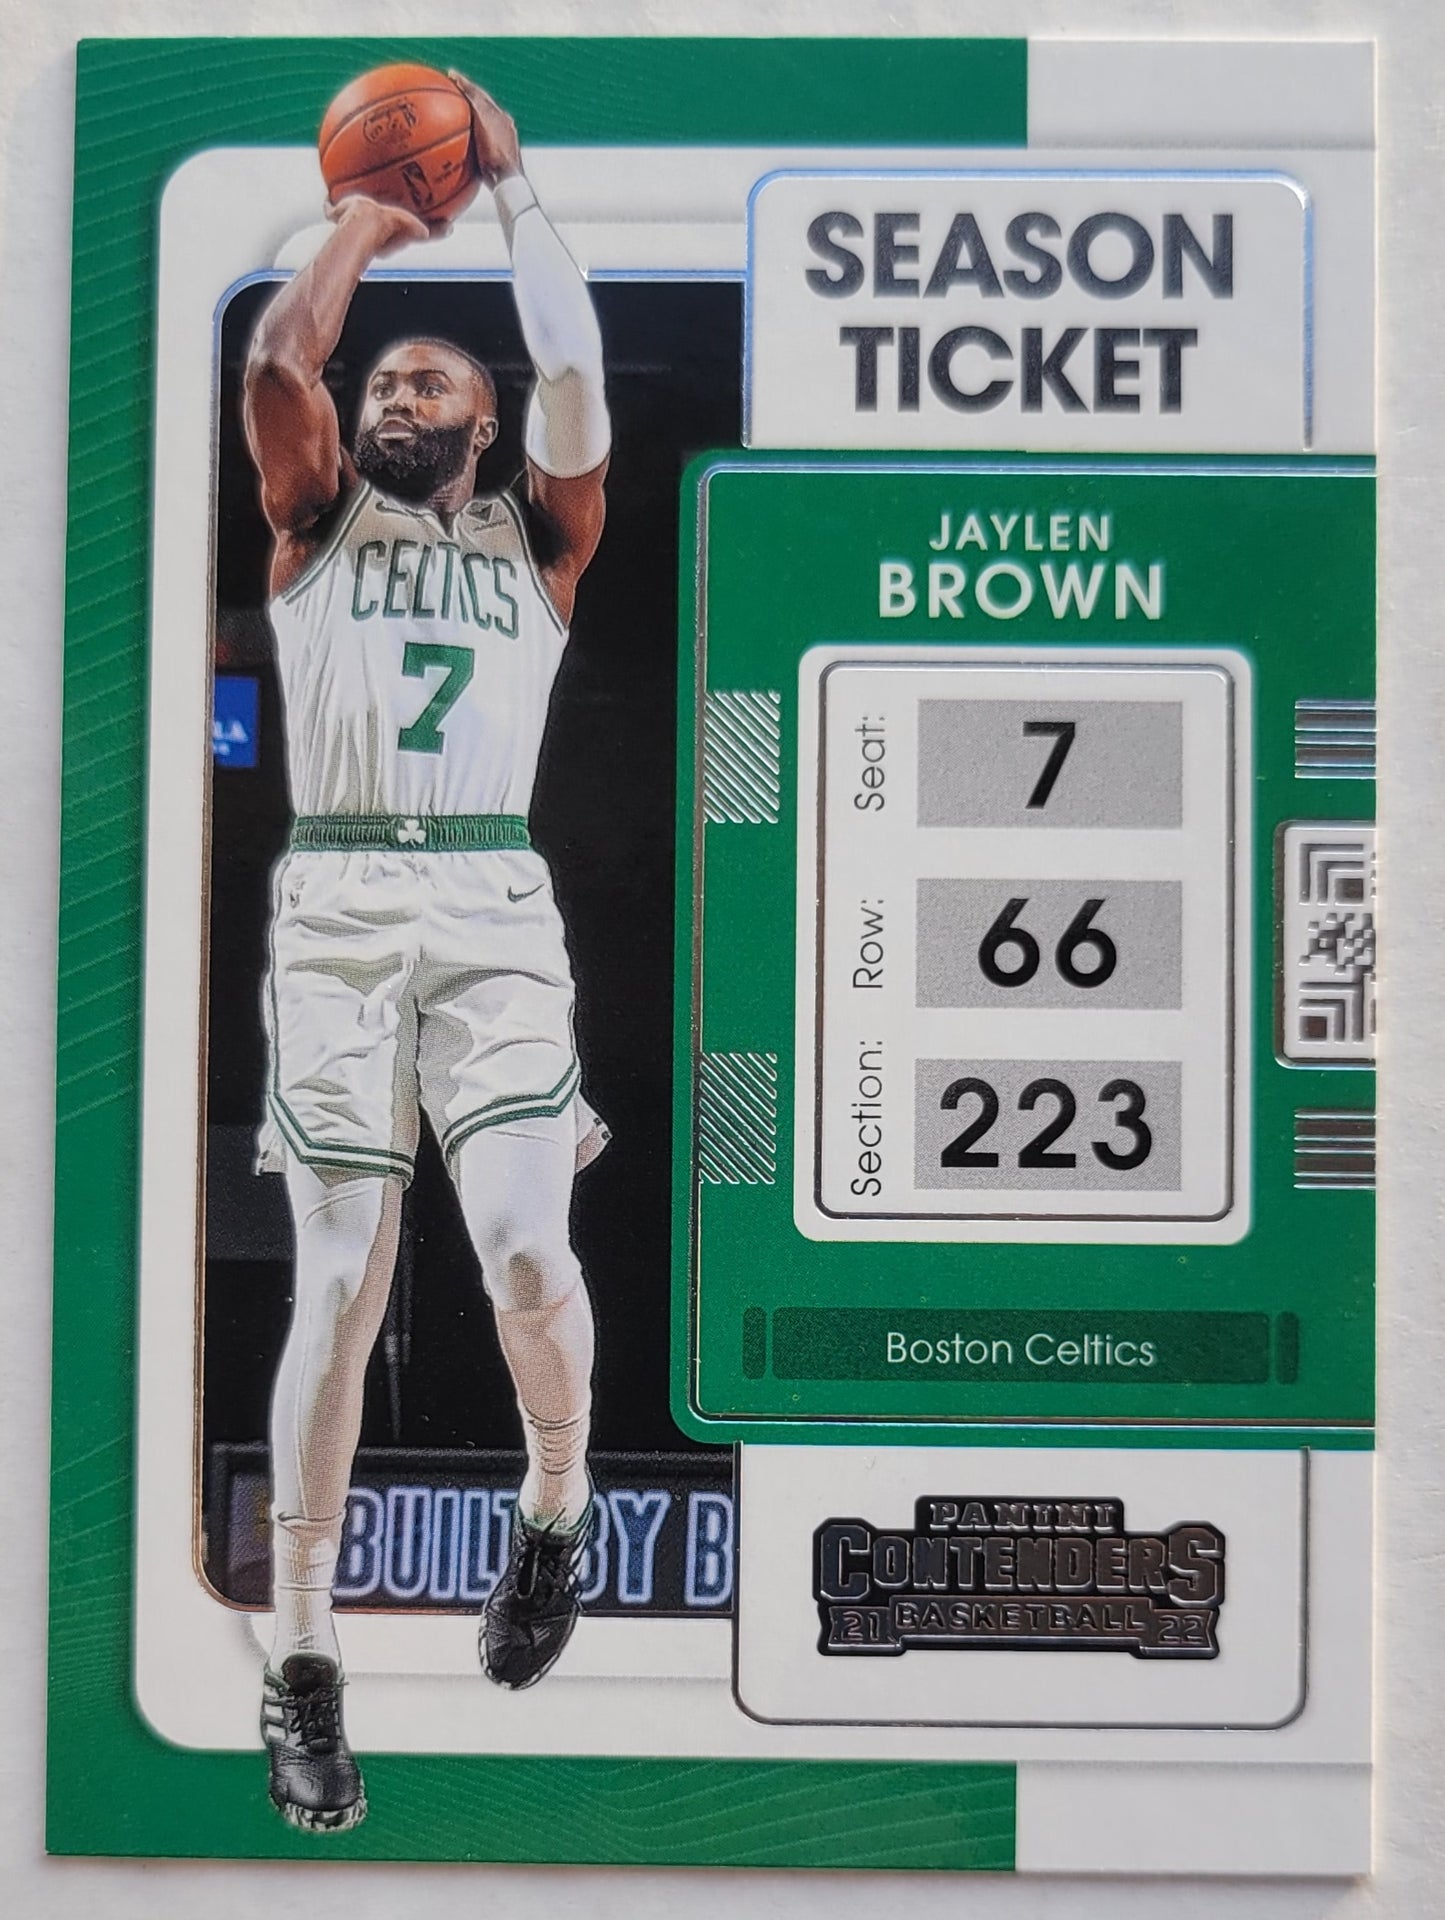 SEASON
TICKET
JAYLEN
BROWN
CELTICS
7
Seat: 7
Row: 66
Section: 223
Boston Celtics
BUILT BY B
PANINI
CONTENDERS
21 BASKETBALL 22